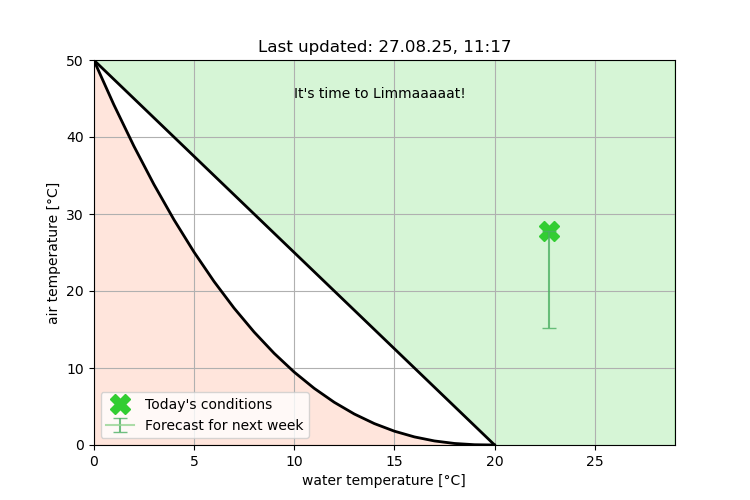 Last updated: 27.08.25, 11:17
50
It's time to Limmaaaaat!
40
30
air temperature [°C]
20
10
Today's conditions
Forecast for next week
0
0 5 10 15 20 25
water temperature [°C]